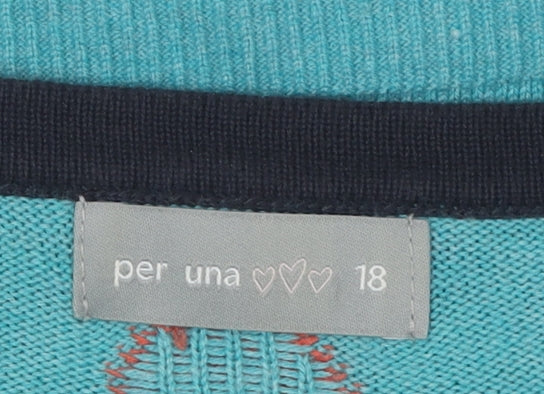 per una ♡♡♡ 18